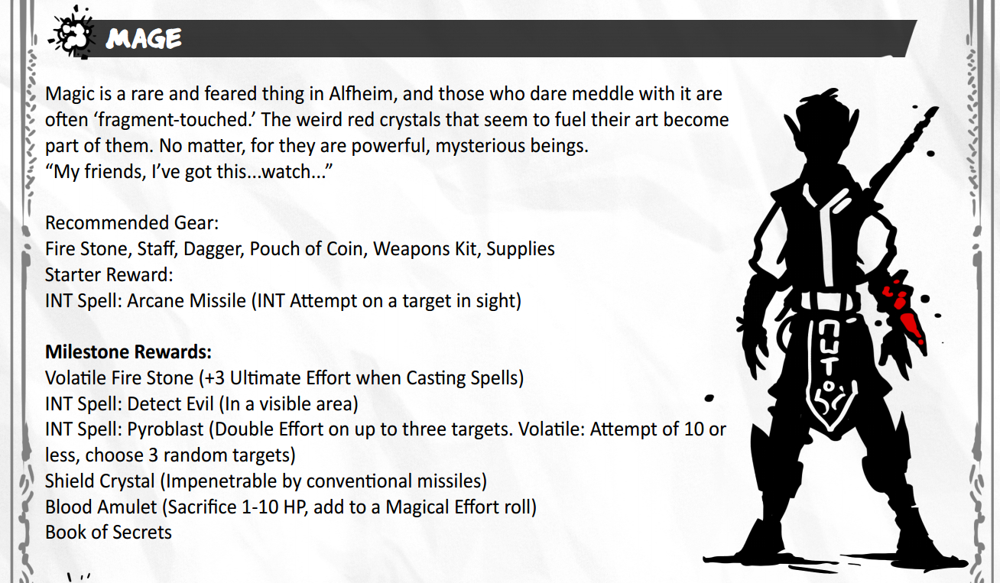 MAGE
Magic is a rare and feared thing in Alfheim, and those who dare meddle with it are
often ‘fragment-touched.’ The weird red crystals that seem to fuel their art become
part of them. No matter, for they are powerful, mysterious beings.
“My friends, I’ve got this...watch...”
Recommended Gear:
Fire Stone, Staff, Dagger, Pouch of Coin, Weapons Kit, Supplies
Starter Reward:
INT Spell: Arcane Missile (INT Attempt on a target in sight)
Milestone Rewards:
Volatile Fire Stone (+3 Ultimate Effort when Casting Spells)
INT Spell: Detect Evil (In a visible area)
INT Spell: Pyroblast (Double Effort on up to three targets. Volatile: Attempt of 10 or
less, choose 3 random targets)
Shield Crystal (Impenetrable by conventional missiles)
Blood Amulet (Sacrifice 1-10 HP, add to a Magical Effort roll)
Book of Secrets